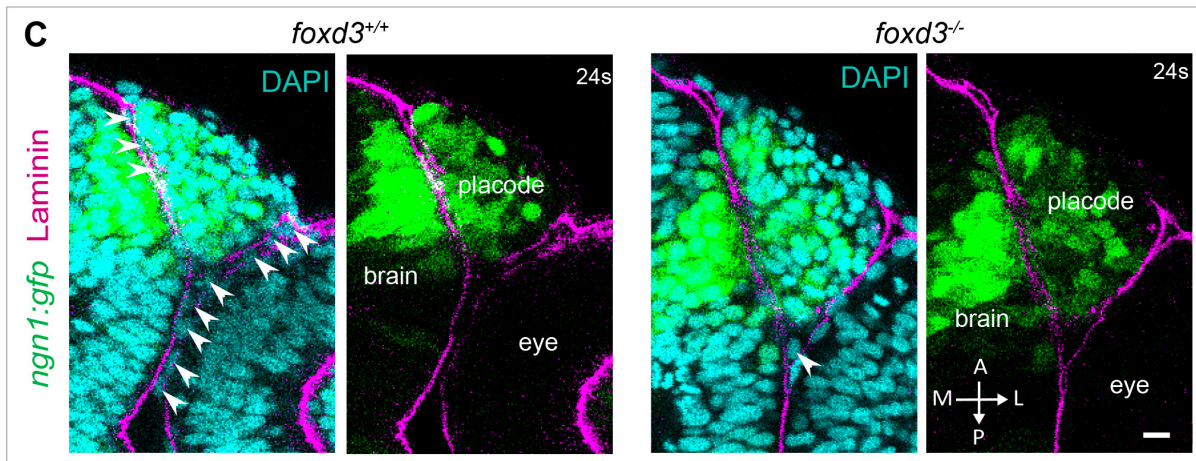 C
foxd3+/+
foxd3-/-
ngn1:gfp Laminin
DAPI
24s
placode
brain
eye
DAPI
24s
placode
brain
eye
A
M L
P